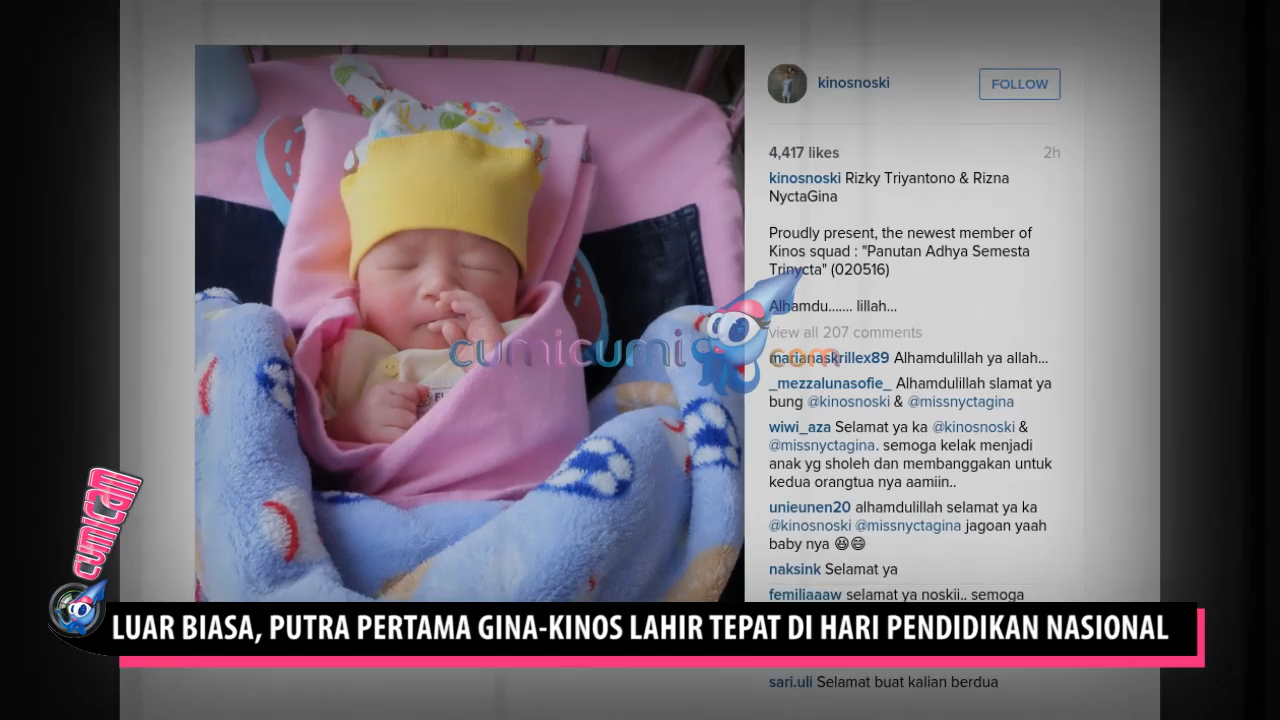 kinosnoski
FOLLOW
4,417 likes
2h
kinosnoski Rizky Triyantono & Rizna
NyctaGina
Proudly present, the newest member of
Kinos squad : "Panutan Adhya Semesta
Trinycta" (020516)
Alhamdu....... lillah...
view all 207 comments
marianaskrillex89 Alhamdulillah ya allah...
_mezzalunasofie_ Alhamdulillah slamat ya
bung @kinosnoski & @missnyctagina
wiwi_aza Selamat ya ka @kinosnoski &
@missnyctagina. semoga kelak menjadi
anak yg sholeh dan membanggakan untuk
kedua orangtua nya aamiin..
unieunen20 alhamdulillah selamat ya ka
@kinosnoski @missnyctagina jagoan yaah
baby nya 😆😄
naksink Selamat ya
femiliaaaw selamat ya noskii.. semoga
sari.uli Selamat buat kalian berdua
cumicumi com
cumicam
LUAR BIASA, PUTRA PERTAMA GINA-KINOS LAHIR TEPAT DI HARI PENDIDIKAN NASIONAL